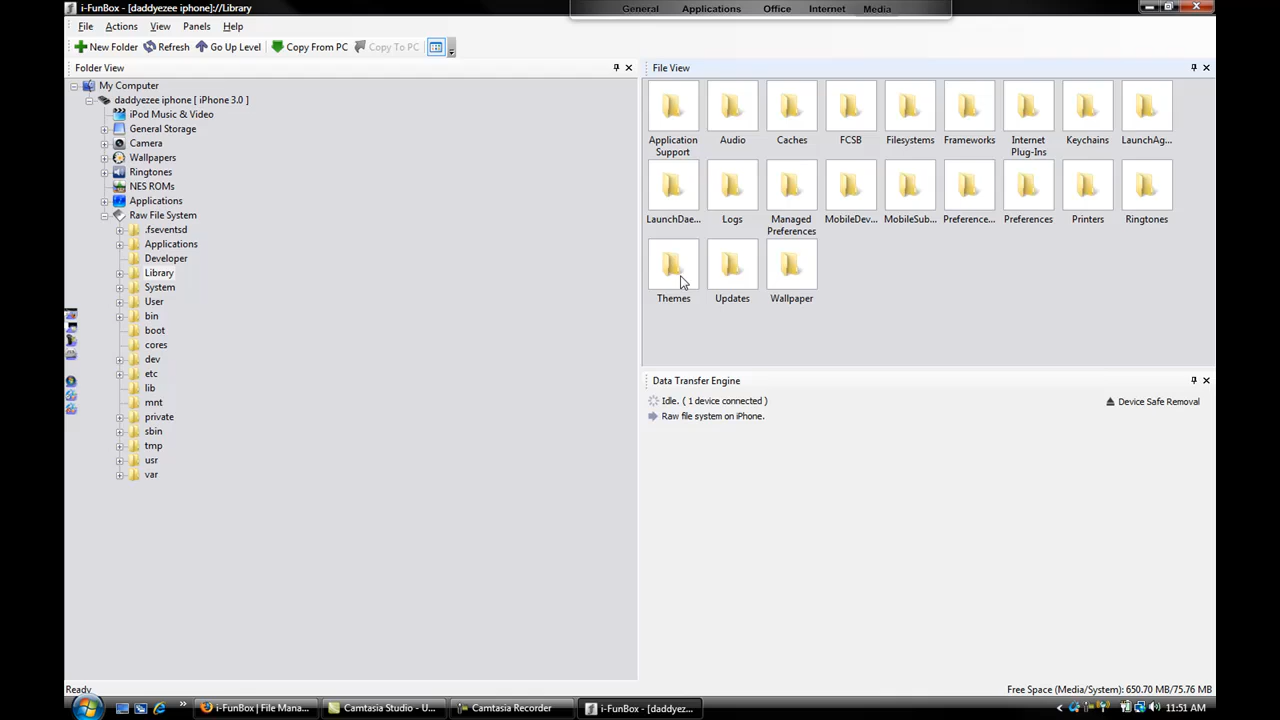 i-FunBox - [daddyezee iphone]://Library
General Applications Office Internet Media
File Actions View Panels Help
New Folder Refresh Go Up Level Copy From PC Copy To PC
Folder View
My Computer
daddyezee iphone [ iPhone 3.0 ]
iPod Music & Video
General Storage
Camera
Wallpapers
Ringtones
NES ROMs
Applications
Raw File System
.fseventsd
Applications
Developer
Library
System
User
bin
boot
cores
dev
etc
lib
mnt
private
sbin
tmp
usr
var
File View
Application Support Audio Caches FCSB Filesystems Frameworks Internet Plug-Ins Keychains LaunchAg...
LaunchDae... Logs Managed Preferences MobileDev... MobileSub... Preference... Preferences Printers Ringtones
Themes Updates Wallpaper
Data Transfer Engine
Idle. ( 1 device connected ) Device Safe Removal
Raw file system on iPhone.
Ready Free Space (Media/System): 650.70 MB/75.76 MB
i-FunBox | File Mana... Camtasia Studio - U... Camtasia Recorder i-FunBox - [daddyez... 11:51 AM